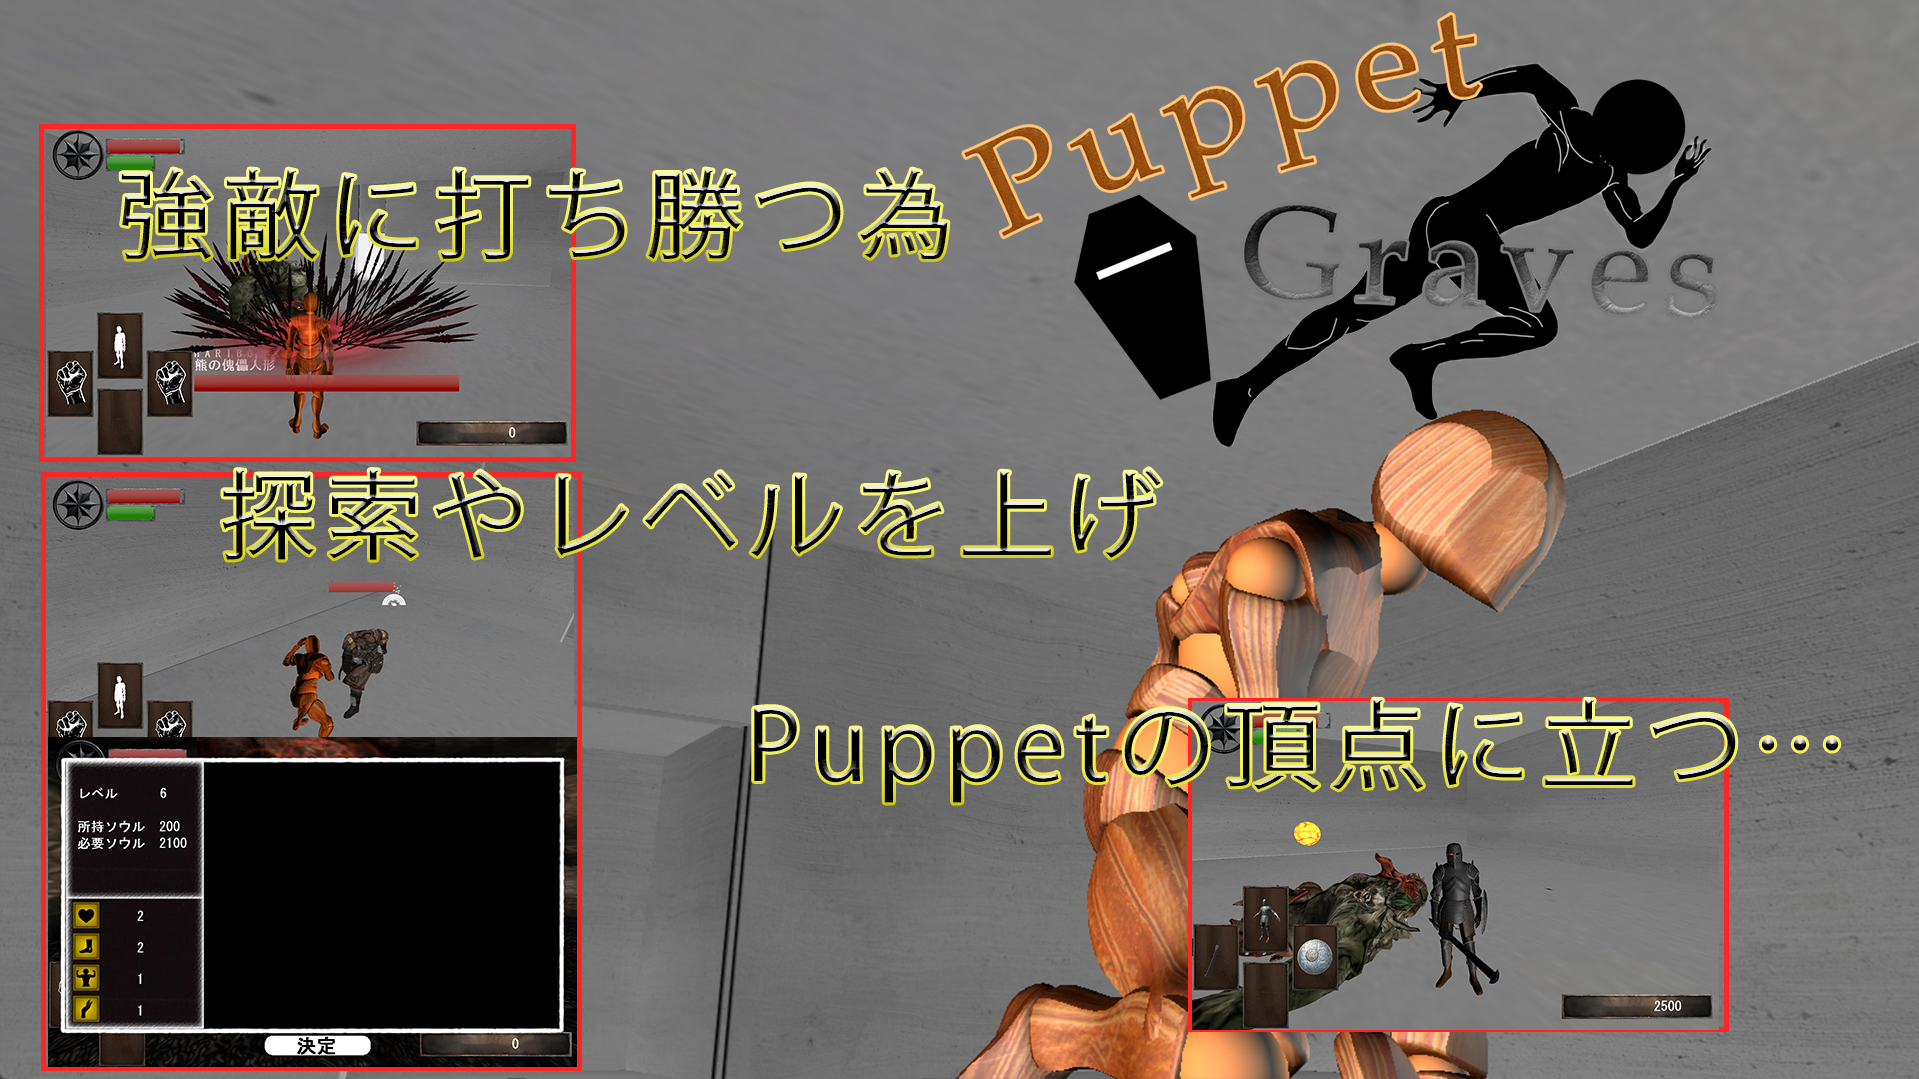 Puppet
Graves
強敵に打ち勝つ為
熊の傀儡人形
0
探索やレベルを上げ
レベル 6
所持ソウル 200
必要ソウル 2100
2
2
1
1
決定
0
Puppetの頂点に立つ…
2500